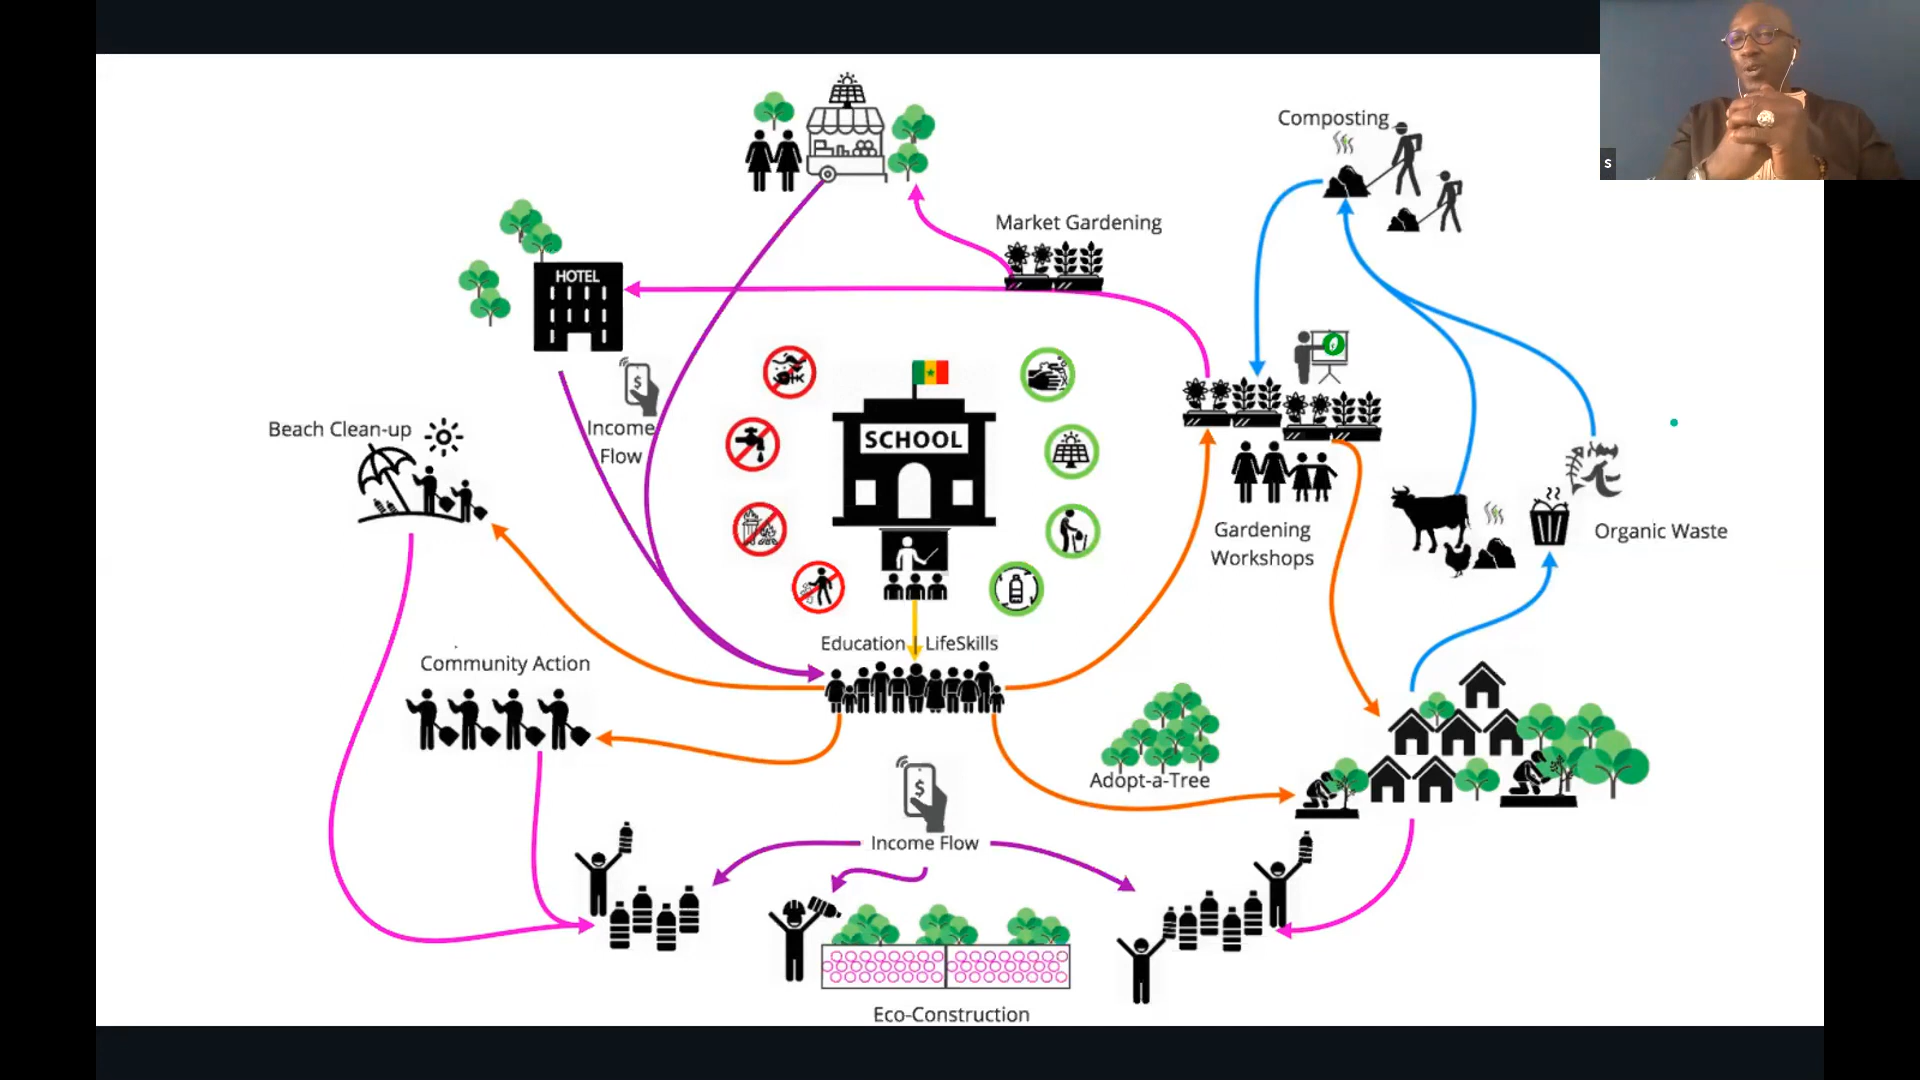 Composting
Market Gardening
HOTEL
Income
Flow
Beach Clean-up
SCHOOL
Gardening
Workshops
Organic Waste
Education | LifeSkills
Community Action
Adopt-a-Tree
$
$
Income Flow
Eco-Construction
S